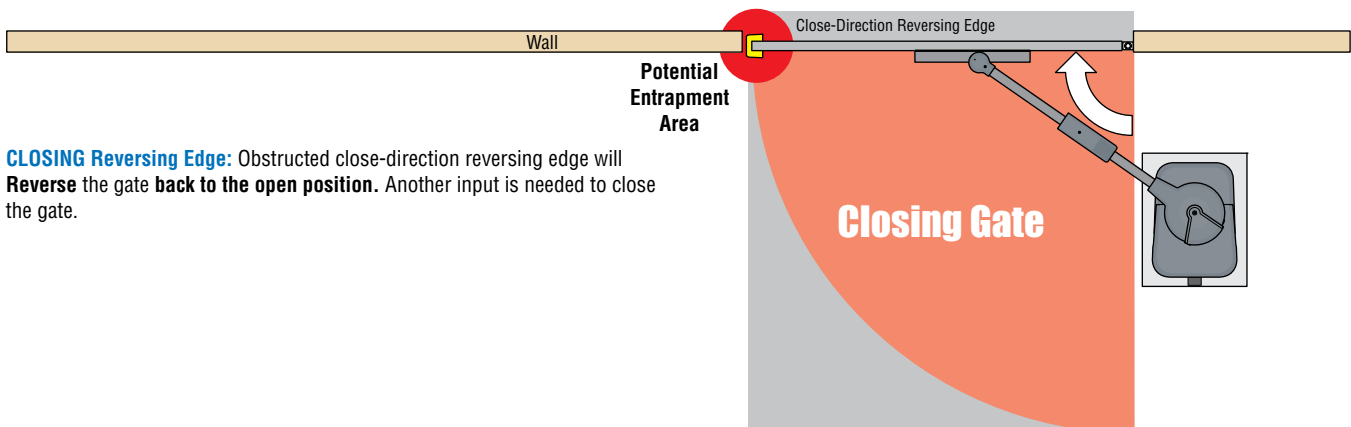 Close-Direction Reversing Edge
Wall
Potential
Entrapment
Area
CLOSING Reversing Edge: Obstructed close-direction reversing edge will
Reverse the gate back to the open position. Another input is needed to close
the gate.
Closing Gate